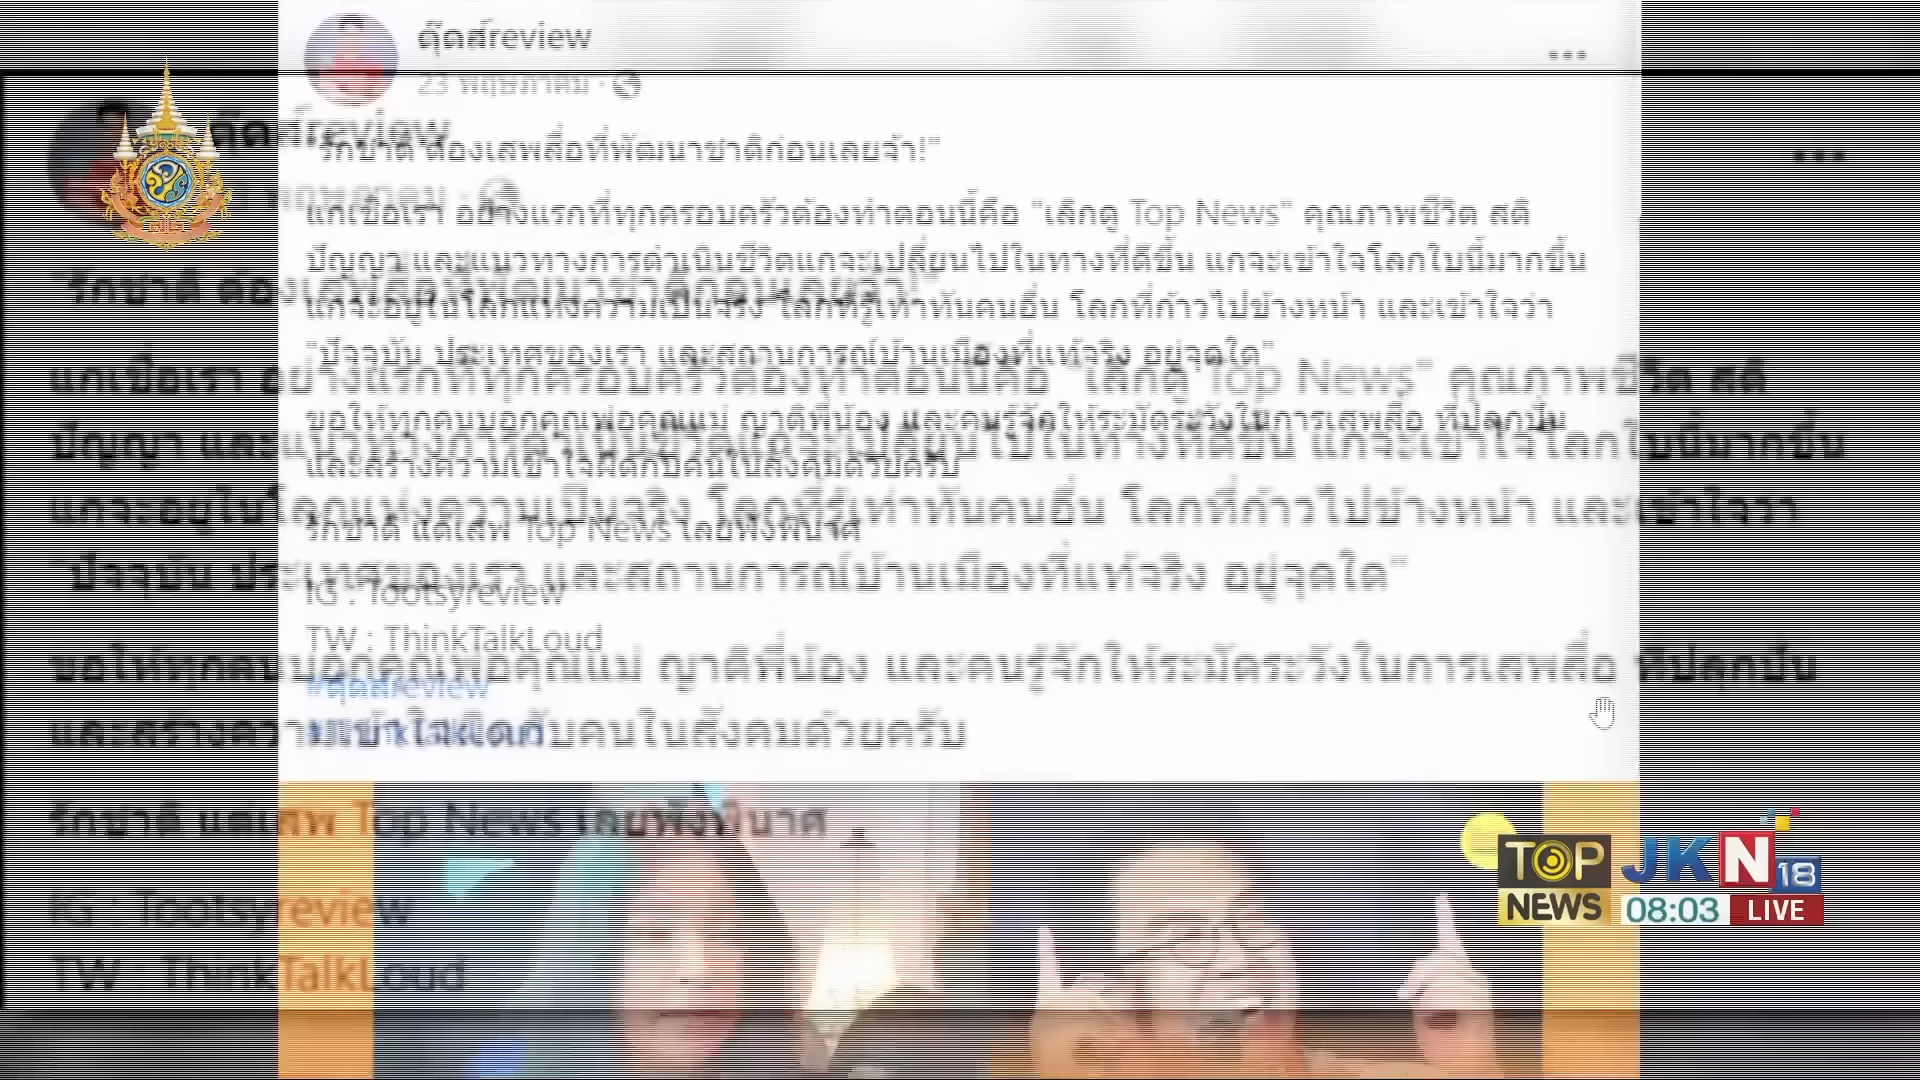 ตุ๊ดส์review
23 พฤษภาคม
"รักชาติ ต้องเสพสื่อที่พัฒนาชาติก่อนเลยจ้า!"
แกเชื่อเรา อย่างแรกที่ทุกครอบครัวต้องทำตอนนี้คือ "เลิกดู Top News" คุณภาพชีวิต สติ
ปัญญา และแนวทางการดำเนินชีวิตแกจะเปลี่ยนไปในทางที่ดีขึ้น แกจะเข้าใจโลกใบนี้มากขึ้น
แกจะอยู่ในโลกแห่งความเป็นจริง โลกที่รู้เท่าทันคนอื่น โลกที่ก้าวไปข้างหน้า และเข้าใจว่า
"ปัจจุบัน ประเทศของเรา และสถานการณ์บ้านเมืองที่แท้จริง อยู่จุดใด"
ขอให้ทุกคนบอกคุณพ่อคุณแม่ ญาติพี่น้อง และคนรู้จักให้ระมัดระวังในการเสพสื่อ ที่ปลุกปั่น
และสร้างความเข้าใจผิดกับคนในสังคมด้วยครับ
รักชาติ แต่เสพ Top News เลยพังพินาศ
IG : Tootsyreview
TW : ThinkTalkLoud
#ตุ๊ดส์review
TOP NEWS
JKN 18
08:03 LIVE